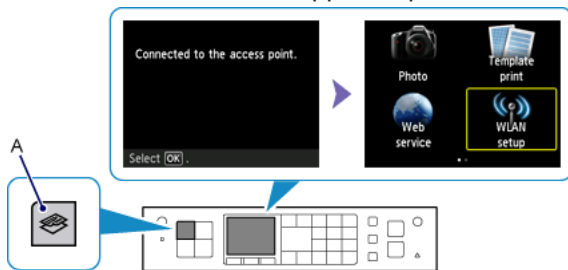 Connected to the access point.
Select OK .
Photo
Template
print
Web
service
WLAN
setup
A